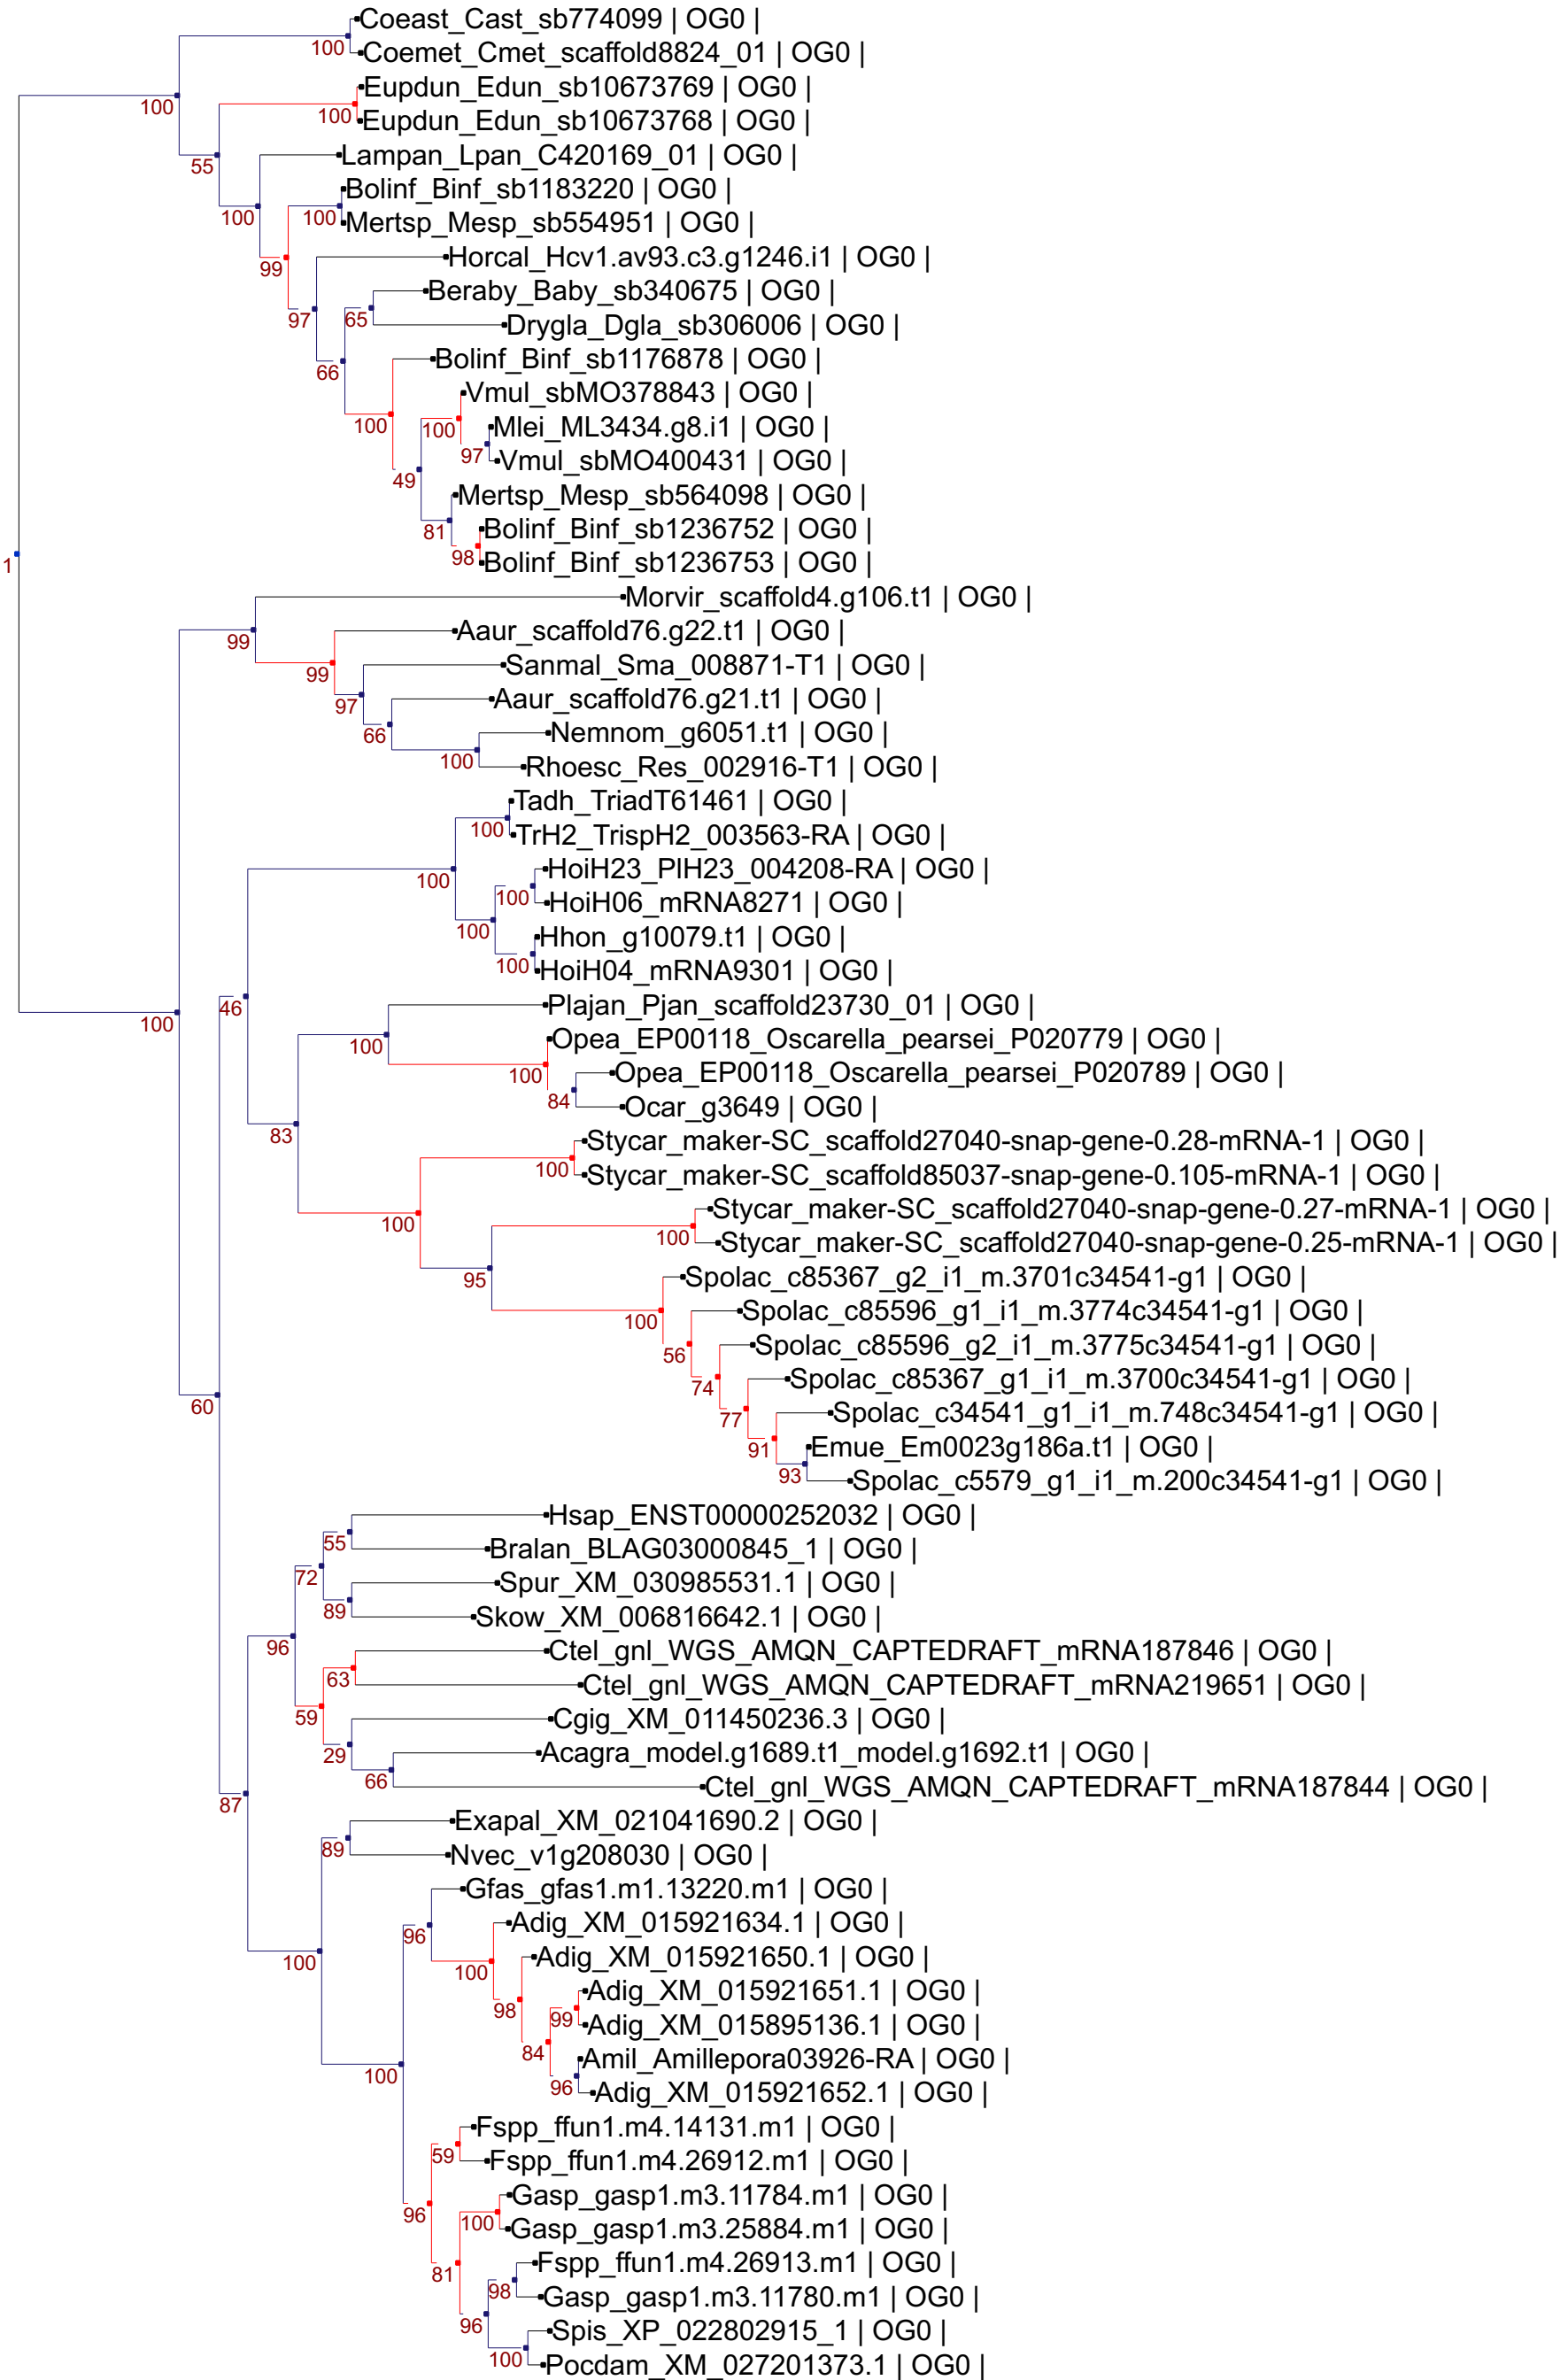 Coeast_Cast_sb774099 | OG0 |
100
Coemet_Cmet_scaffold8824_01 | OG0 |
Eupdun_Edun_sb10673769 | OG0 |
100
100
Eupdun_Edun_sb10673768 | OG0 |
Lampan_Lpan_C420169_01 | OG0 |
55
Bolinf_Binf_sb1183220 | OG0 |
100
100
Mertsp_Mesp_sb554951 | OG0 |
Horcal_Hcv1.av93.c3.g1246.i1 | OG0 |
99
Beraby_Baby_sb340675 | OG0 |
97
65
Drygla_Dgla_sb306006 | OG0 |
Bolinf_Binf_sb1176878 | OG0 |
66
Vmul_sbMO378843 | OG0 |
100
100
Mlei_ML3434.g8.i1 | OG0 |
97
Vmul_sbMO400431 | OG0 |
49
Mertsp_Mesp_sb564098 | OG0 |
81
Bolinf_Binf_sb1236752 | OG0 |
98
1
Bolinf_Binf_sb1236753 | OG0 |
Morvir_scaffold4.g106.t1 | OG0 |
99
Aaur_scaffold76.g22.t1 | OG0 |
99
Sanmal_Sma_008871-T1 | OG0 |
97
Aaur_scaffold76.g21.t1 | OG0 |
66
Nemnom_g6051.t1 | OG0 |
100
Rhoesc_Res_002916-T1 | OG0 |
Tadh_TriadT61461 | OG0 |
100
TrH2_TrispH2_003563-RA | OG0 |
HoiH23_PlH23_004208-RA | OG0 |
100
100
HoiH06_mRNA8271 | OG0 |
100
Hhon_g10079.t1 | OG0 |
100
HoiH04_mRNA9301 | OG0 |
46
Plajan_Pjan_scaffold23730_01 | OG0 |
100
Opea_EP00118_Oscarella_pearsei_P020779 | OG0 |
100
100
Opea_EP00118_Oscarella_pearsei_P020789 | OG0 |
84
Ocar_g3649 | OG0 |
83
Stycar_maker-SC_scaffold27040-snap-gene-0.28-mRNA-1 | OG0 |
100
Stycar_maker-SC_scaffold85037-snap-gene-0.105-mRNA-1 | OG0 |
Stycar_maker-SC_scaffold27040-snap-gene-0.27-mRNA-1 | OG0 |
100
100
Stycar_maker-SC_scaffold27040-snap-gene-0.25-mRNA-1 | OG0 |
95
Spolac_c85367_g2_i1_m.3701c34541-g1 | OG0 |
Spolac_c85596_g1_i1_m.3774c34541-g1 | OG0 |
100
Spolac_c85596_g2_i1_m.3775c34541-g1 | OG0 |
56
Spolac_c85367_g1_i1_m.3700c34541-g1 | OG0 |
74
60
Spolac_c34541_g1_i1_m.748c34541-g1 | OG0 |
77
Emue_Em0023g186a.t1 | OG0 |
91
93
Spolac_c5579_g1_i1_m.200c34541-g1 | OG0 |
Hsap_ENST00000252032 | OG0 |
55
Bralan_BLAG03000845_1 | OG0 |
72
Spur_XM_030985531.1 | OG0 |
89
Skow_XM_006816642.1 | OG0 |
96
Ctel_gnl_WGS_AMQN_CAPTEDRAFT_mRNA187846 | OG0 |
63
Ctel_gnl_WGS_AMQN_CAPTEDRAFT_mRNA219651 | OG0 |
59
Cgig_XM_011450236.3 | OG0 |
29
Acagra_model.g1689.t1_model.g1692.t1 | OG0 |
66
Ctel_gnl_WGS_AMQN_CAPTEDRAFT_mRNA187844 | OG0 |
87
Exapal_XM_021041690.2 | OG0 |
89
Nvec_v1g208030 | OG0 |
Gfas_gfas1.m1.13220.m1 | OG0 |
Adig_XM_015921634.1 | OG0 |
96
Adig_XM_015921650.1 | OG0 |
100
100
Adig_XM_015921651.1 | OG0 |
98
99
Adig_XM_015895136.1 | OG0 |
84
Amil_Amillepora03926-RA | OG0 |
100
96
Adig_XM_015921652.1 | OG0 |
Fspp_ffun1.m4.14131.m1 | OG0 |
59
Fspp_ffun1.m4.26912.m1 | OG0 |
Gasp_gasp1.m3.11784.m1 | OG0 |
96
100
Gasp_gasp1.m3.25884.m1 | OG0 |
Fspp_ffun1.m4.26913.m1 | OG0 |
81
98
Gasp_gasp1.m3.11780.m1 | OG0 |
96
Spis_XP_022802915_1 | OG0 |
100
Pocdam_XM_027201373.1 | OG0 |